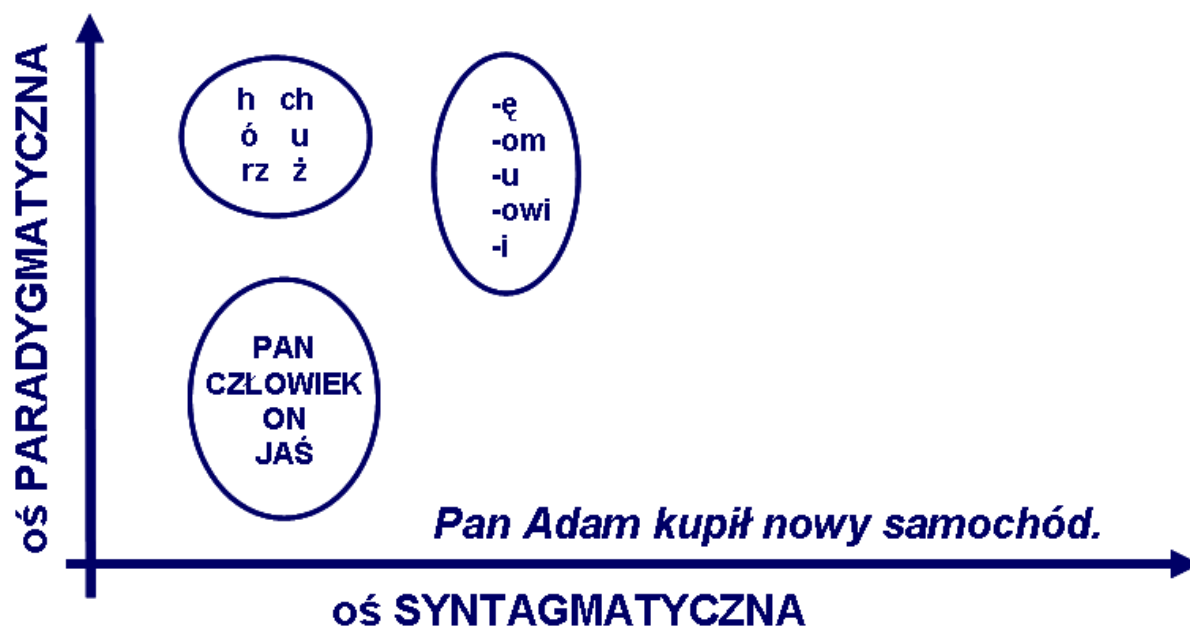 oś PARADYGMATYCZNA
h ch
ó u
rz ż
-ę
-om
-u
-owi
-i
PAN
CZŁOWIEK
ON
JAŚ
Pan Adam kupił nowy samochód.
oś SYNTAGMATYCZNA